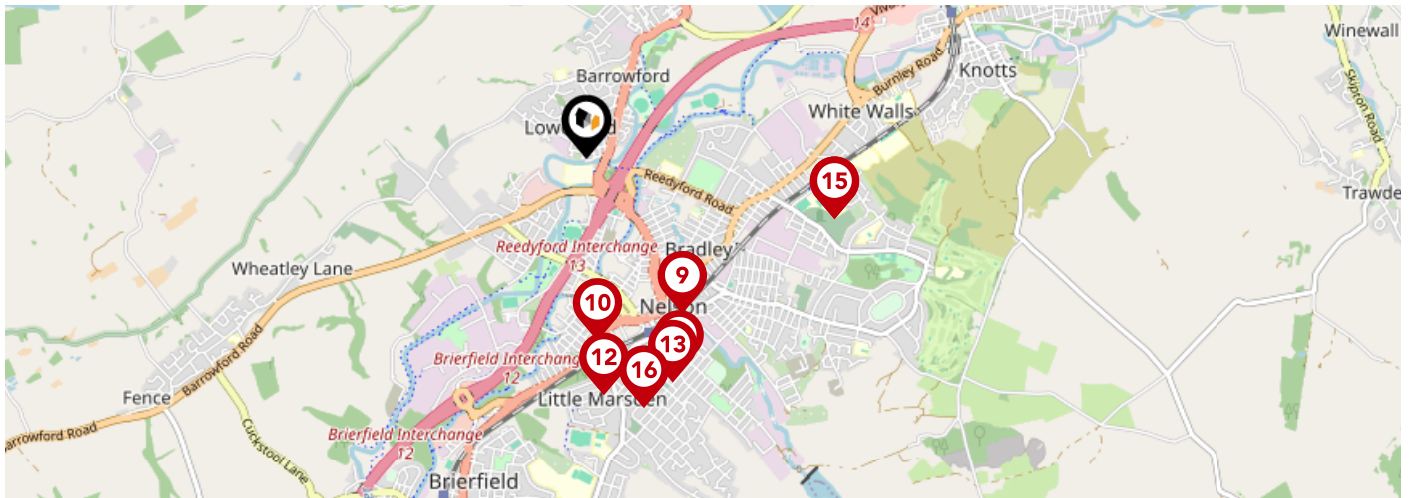 14
Winewall
Barrowford
Knotts
Burnley Road
Skipton Road
White Walls
15
Reedyford Road
Bradley
Reedyford Interchange
13
Wheatley Lane
9
10
Nelson
Barrowford Road
Brierfield Interchange
12
12
13
16
Little Marsden
Fence
Brierfield Interchange
12
Cuckstool Lane
Brierfield